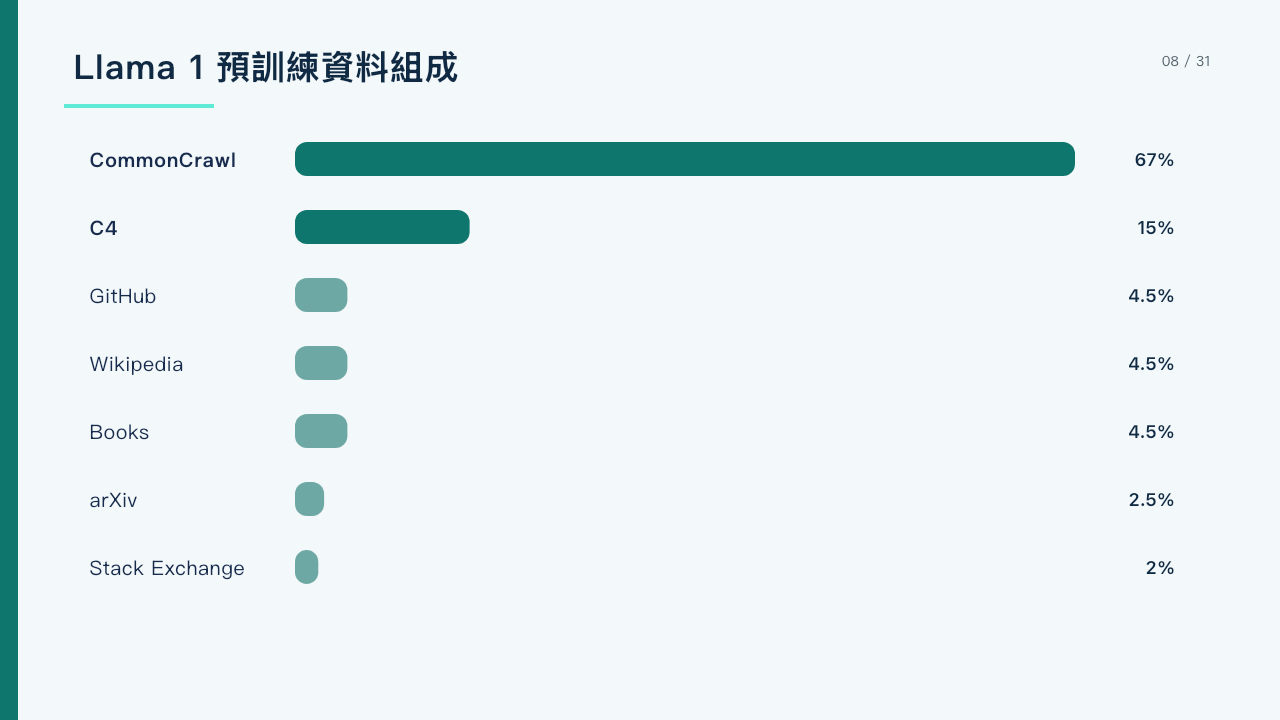 Llama 1 預訓練資料組成
08 / 31
CommonCrawl 67%
C4 15%
GitHub 4.5%
Wikipedia 4.5%
Books 4.5%
arXiv 2.5%
Stack Exchange 2%